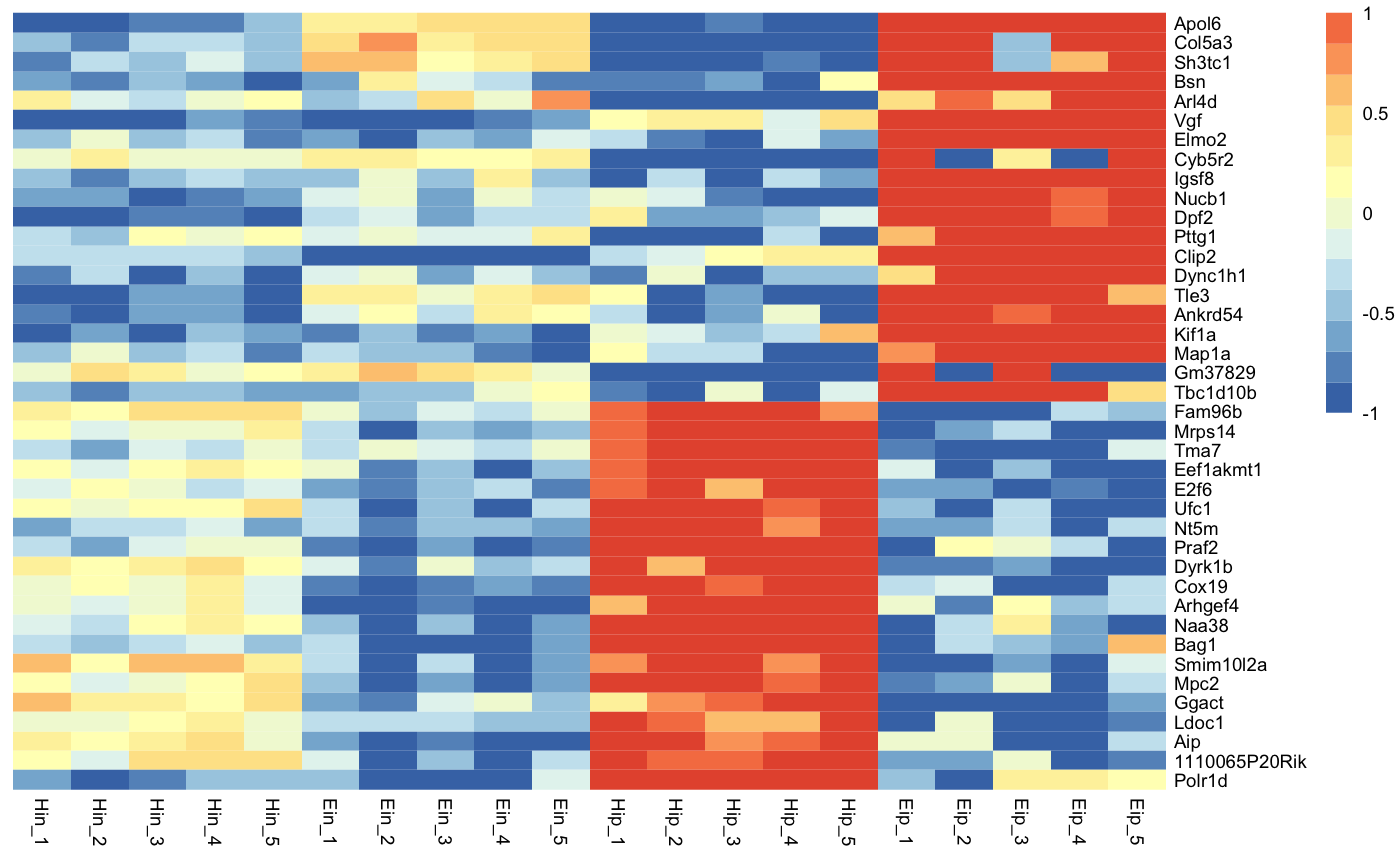 Apol6
Col5a3
Sh3tc1
Bsn
Arl4d
Vgf
Elmo2
Cyb5r2
Igsf8
Nucb1
Dpf2
Pttg1
Clip2
Dync1h1
Tle3
Ankrd54
Kif1a
Map1a
Gm37829
Tbc1d10b
Fam96b
Mrps14
Tma7
Eef1akmt1
E2f6
Ufc1
Nt5m
Praf2
Dyrk1b
Cox19
Arhgef4
Naa38
Bag1
Smim10l2a
Mpc2
Ggact
Ldoc1
Aip
1110065P20Rik
Polr1d
1
0.5
0
-0.5
-1
Hin_1
Hin_2
Hin_3
Hin_4
Hin_5
Ein_1
Ein_2
Ein_3
Ein_4
Ein_5
Hip_1
Hip_2
Hip_3
Hip_4
Hip_5
Eip_1
Eip_2
Eip_3
Eip_4
Eip_5